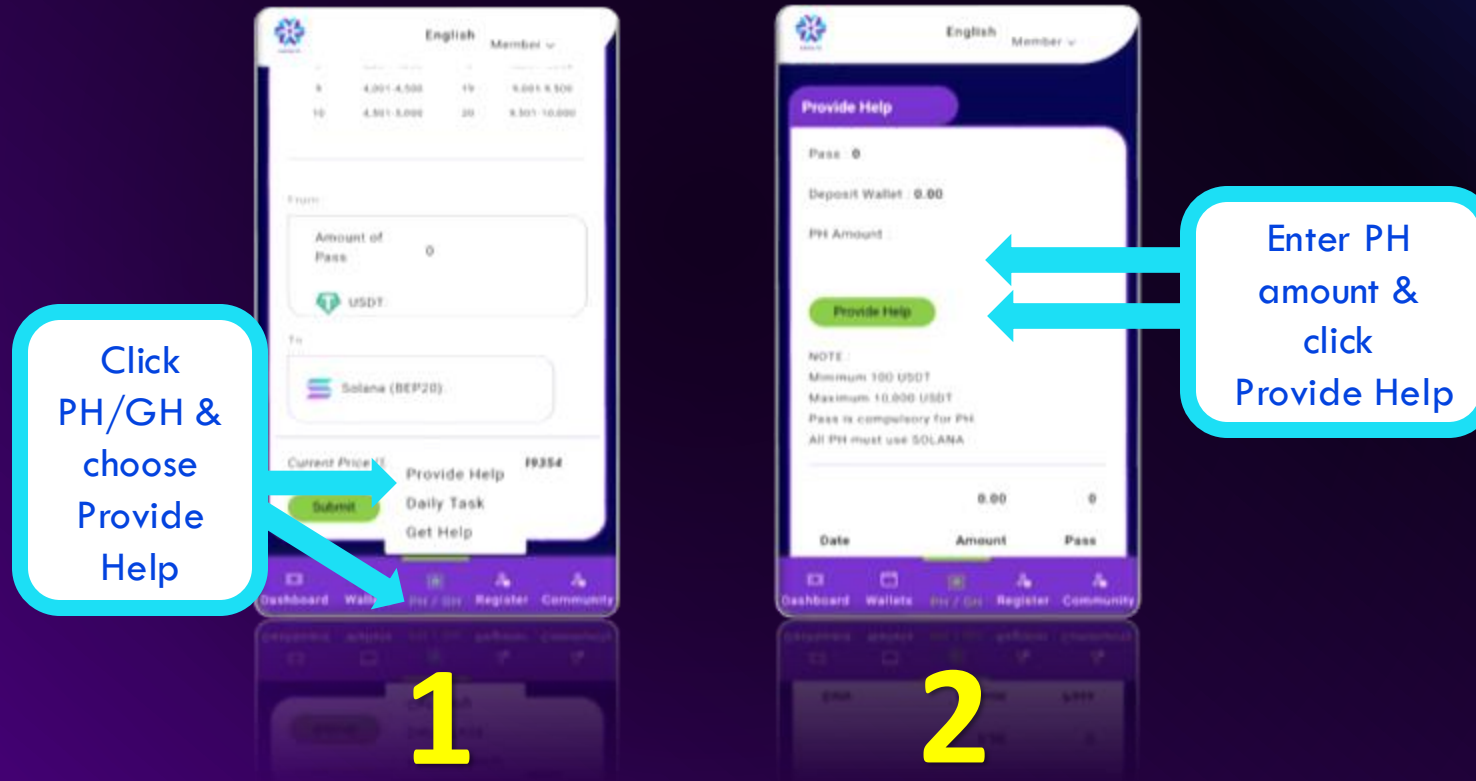 English
Member
9 4,001-4,500 19 9,001-9,500
10 4,501-5,000 20 9,501-10,000
From :
Amount of
Pass
0
USDT
To
Solana (BEP20)
Current Price
9354
Submit
Provide Help
Daily Task
Get Help
Dashboard
PH / GH
Register
Community
Click
PH/GH &
choose
Provide
Help
1
English
Member
Provide Help
Pass : 0
Deposit Wallet : 0.00
PH Amount :
Provide Help
NOTE :
Minimum 100 USDT
Maximum 10,000 USDT
Pass is compulsory for PH
All PH must use SOLANA
0.00 0
Date Amount Pass
Dashboard Wallets PH / GH Register Community
Enter PH
amount &
click
Provide Help
2